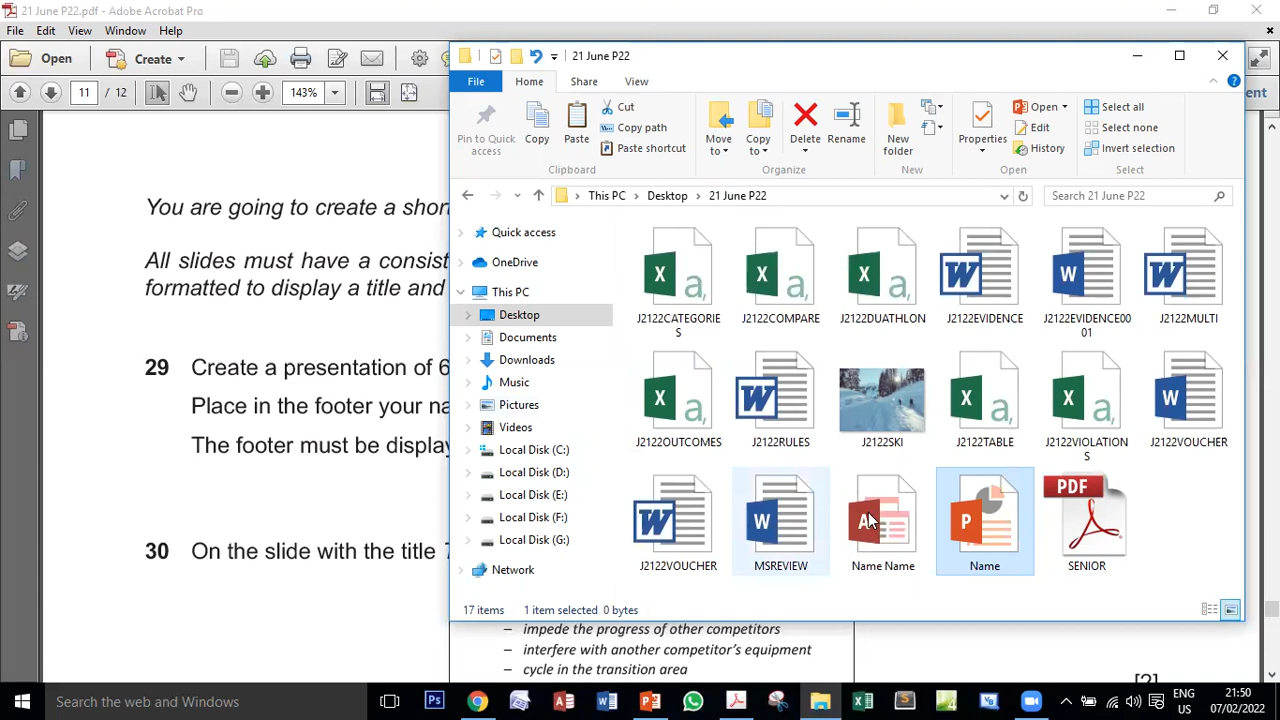 21 June P22.pdf - Adobe Acrobat Pro
File Edit View Window Help
Open Create
11 / 12 143%
21 June P22
File Home Share View
Pin to Quick access
Copy
Paste
Cut
Copy path
Paste shortcut
Clipboard
Move to
Copy to
Delete
Rename
Organize
New folder
New
Properties
Open
Edit
History
Open
Select all
Select none
Invert selection
Select
This PC Desktop 21 June P22
Search 21 June P22
Quick access
OneDrive
This PC
Desktop
Documents
Downloads
Music
Pictures
Videos
Local Disk (C:)
Local Disk (D:)
Local Disk (E:)
Local Disk (F:)
Local Disk (G:)
Network
J2122CATEGORIE
S
J2122COMPARE
J2122DUATHLON
J2122EVIDENCE
J2122EVIDENCE00
01
J2122MULTI
J2122OUTCOMES
J2122RULES
J2122SKI
J2122TABLE
J2122VIOLATION
S
J2122VOUCHER
J2122VOUCHER
MSREVIEW
Name Name
Name
PDF
SENIOR
17 items 1 item selected 0 bytes
You are going to create a shor
All slides must have a consist
formatted to display a title and
29 Create a presentation of 6
Place in the footer your na
The footer must be display
30 On the slide with the title
– impede the progress of other competitors
– interfere with another competitor's equipment
– cycle in the transition area
[2]
Search the web and Windows
ENG
US
21:50
07/02/2022